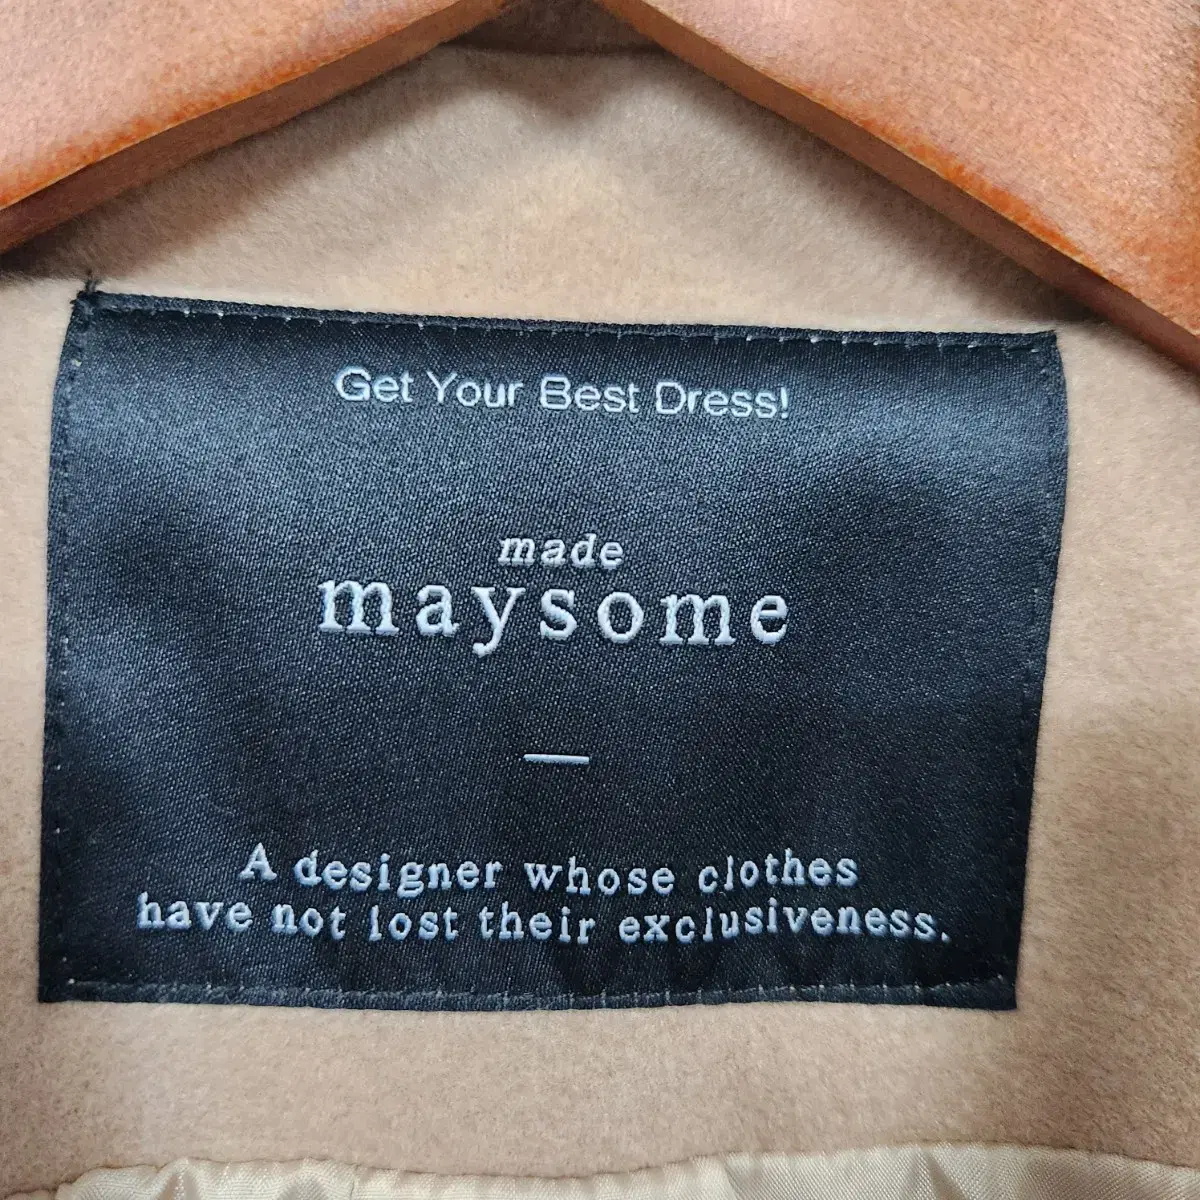 Get Your Best Dress!
made
maysome
—
A designer whose clothes
have not lost their exclusiveness.